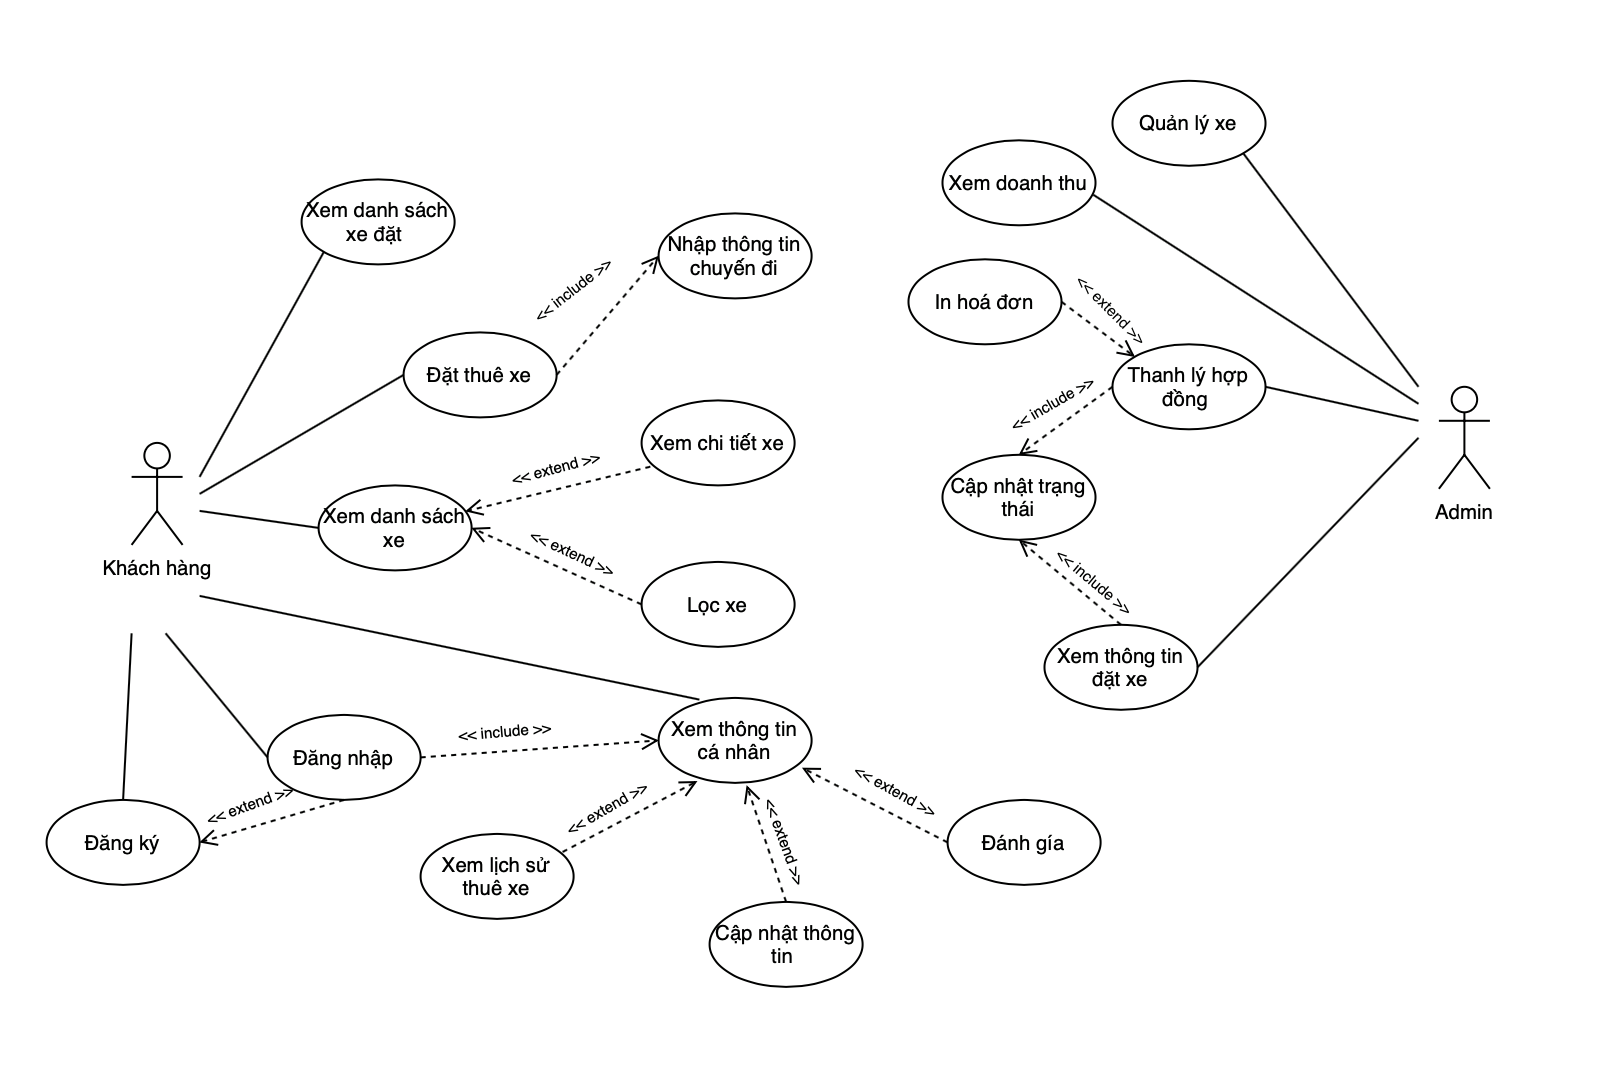 Quản lý xe
Xem doanh thu
Xem danh sách
xe đặt
Nhập thông tin
chuyến đi
<< include >>
In hoá đơn
<< extend >>
Đặt thuê xe
Thanh lý hợp
đồng
<< include >>
Xem chi tiết xe
<< extend >>
Xem danh sách
xe
Cập nhật trạng
thái
Admin
<< extend >>
Khách hàng
<< include >>
Lọc xe
Xem thông tin
đặt xe
Đăng nhập
<< include >>
Xem thông tin
cá nhân
<< extend >>
<< extend >>
<< extend >>
<< extend >>
Đăng ký
Xem lịch sử
thuê xe
Đánh gía
Cập nhật thông
tin